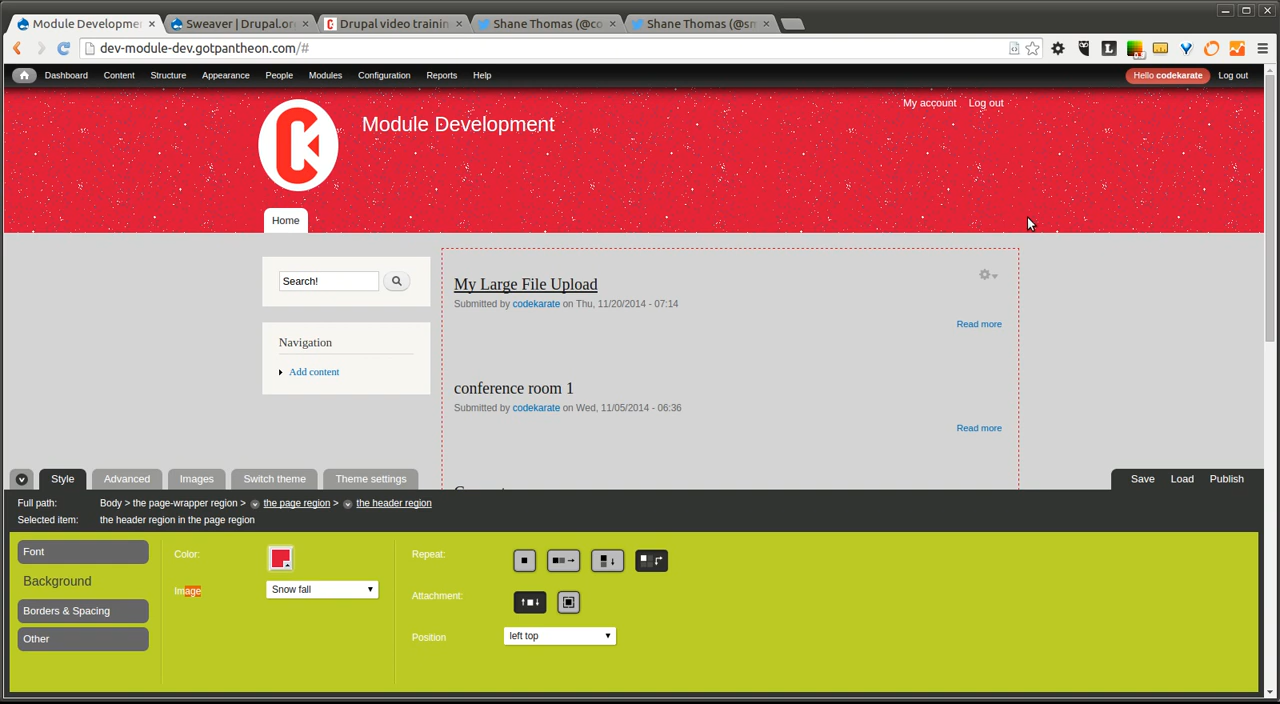 Module Developme
Sweaver | Drupal.or
Drupal video trainin
Shane Thomas (@co
Shane Thomas (@sm
dev-module-dev.gotpantheon.com/#
Dashboard Content Structure Appearance People Modules Configuration Reports Help Hello codekarate Log out
My account Log out
Module Development
Home
Search!
Navigation
Add content
My Large File Upload
Submitted by codekarate on Thu, 11/20/2014 - 07:14
Read more
conference room 1
Submitted by codekarate on Wed, 11/05/2014 - 06:36
Read more
Style Advanced Images Switch theme Theme settings Save Load Publish
Full path: Body > the page-wrapper region > the page region > the header region
Selected item: the header region in the page region
Font
Background
Borders & Spacing
Other
Color:
Image Snow fall
Repeat:
Attachment:
Position left top